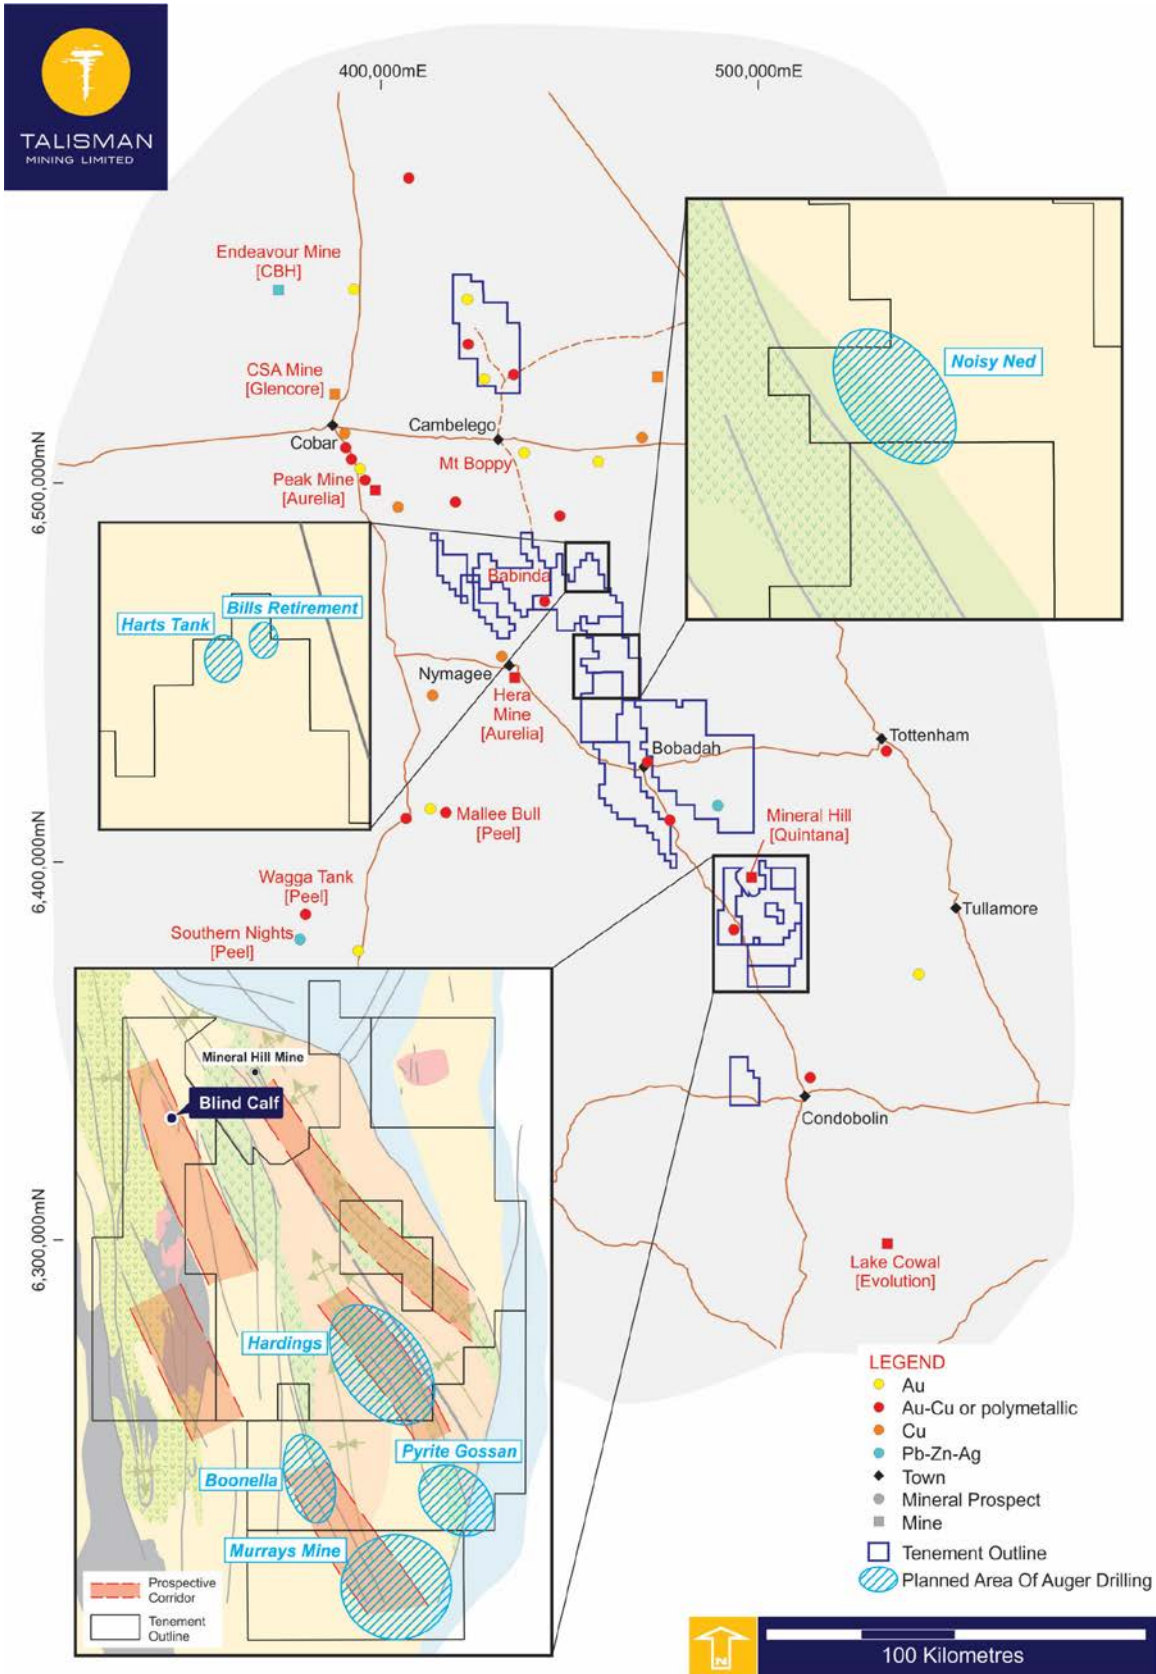 TALISMAN
MINING LIMITED
400,000mE
500,000mE
Endeavour Mine
[CBH]
CSA Mine
[Glencore]
Cobar
Cambelego
Mt Boppy
Peak Mine
[Aurelia]
6,500,000mN
Noisy Ned
Babinda
Harts Tank
Bills Retirement
Nymagee
Hera
Mine
[Aurelia]
Bobadah
Tottenham
Mallee Bull
[Peel]
Mineral Hill
[Quintana]
6,400,000mN
Wagga Tank
[Peel]
Southern Nights
[Peel]
Tullamore
Mineral Hill Mine
Blind Calf
Condobolin
6,300,000mN
Lake Cowal
[Evolution]
Hardings
Boonella
Pyrite Gossan
Murrays Mine
Prospective
Corridor
Tenement
Outline
LEGEND
Au
Au-Cu or polymetallic
Cu
Pb-Zn-Ag
Town
Mineral Prospect
Mine
Tenement Outline
Planned Area Of Auger Drilling
N
100 Kilometres